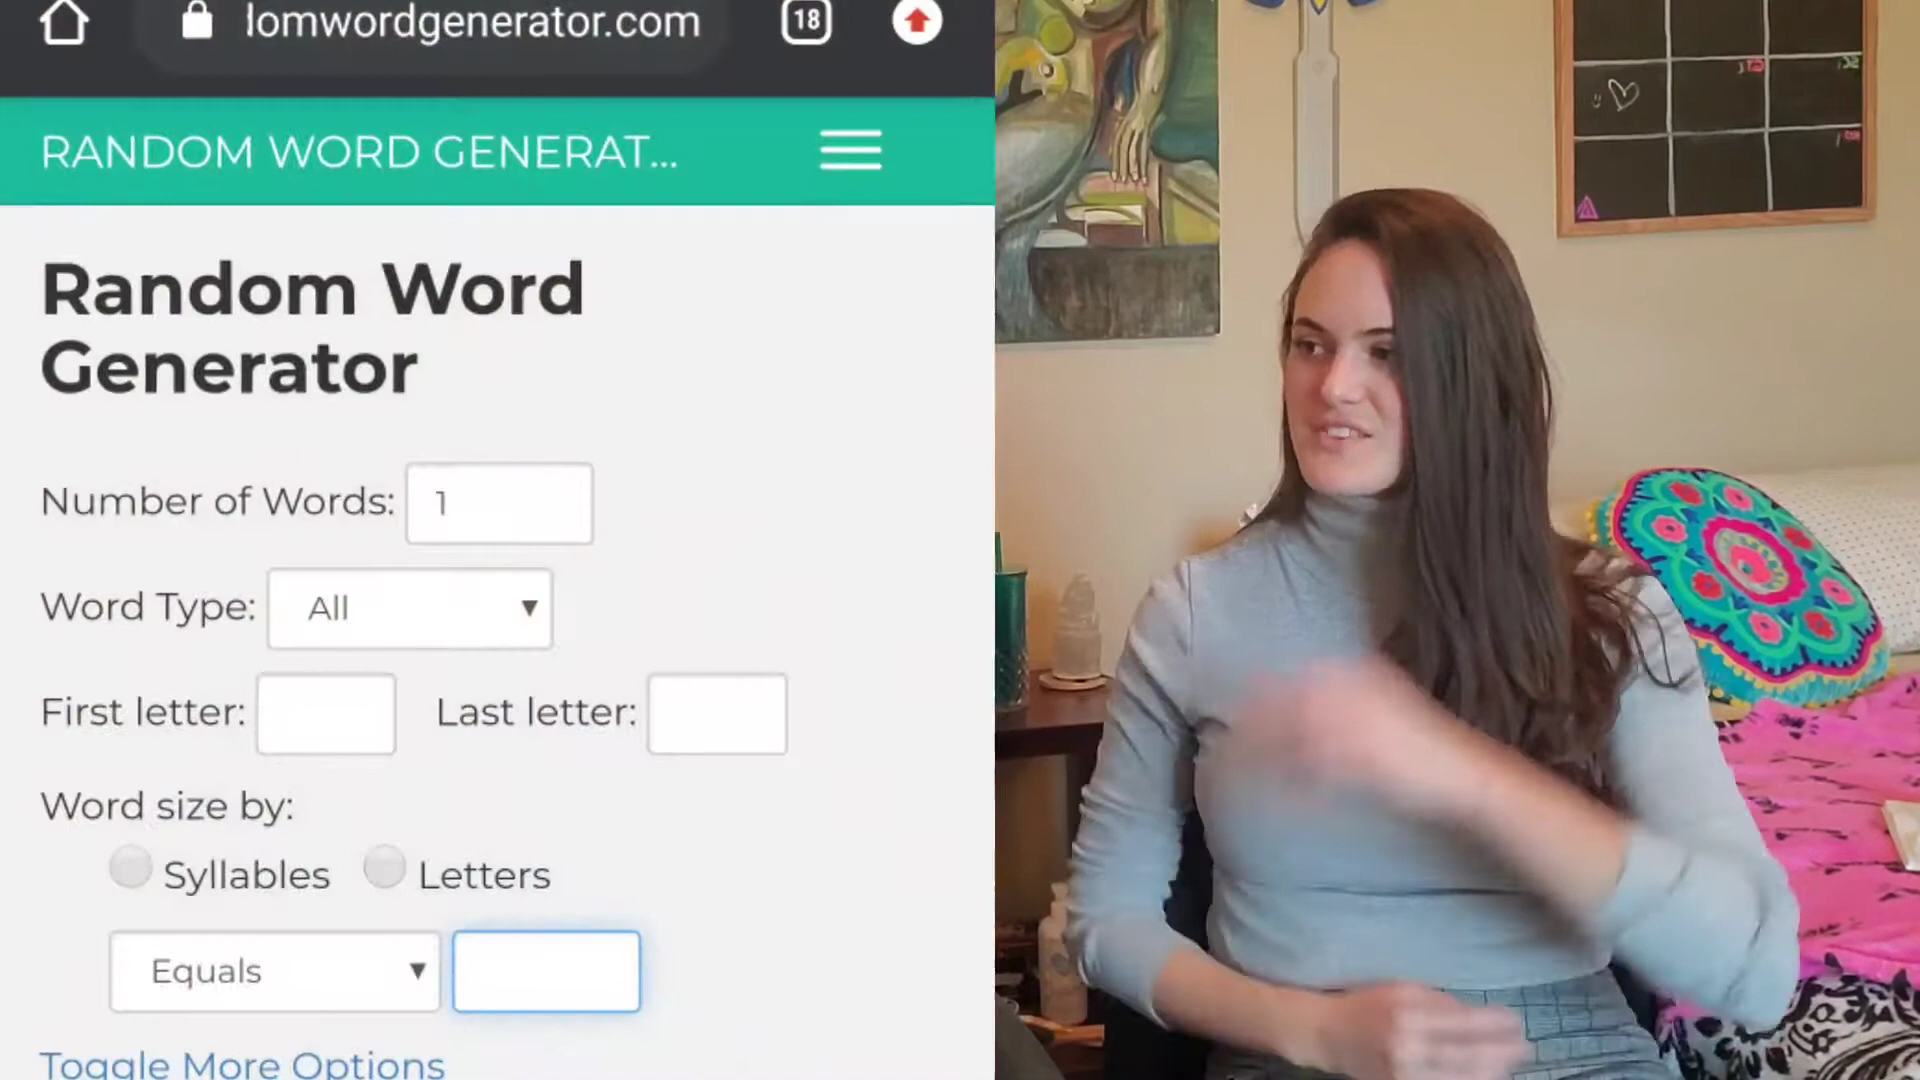 lomwordgenerator.com
18
RANDOM WORD GENERAT...
Random Word
Generator
Number of Words: 1
Word Type: All
First letter: Last letter:
Word size by:
Syllables Letters
Equals
Toggle More Options